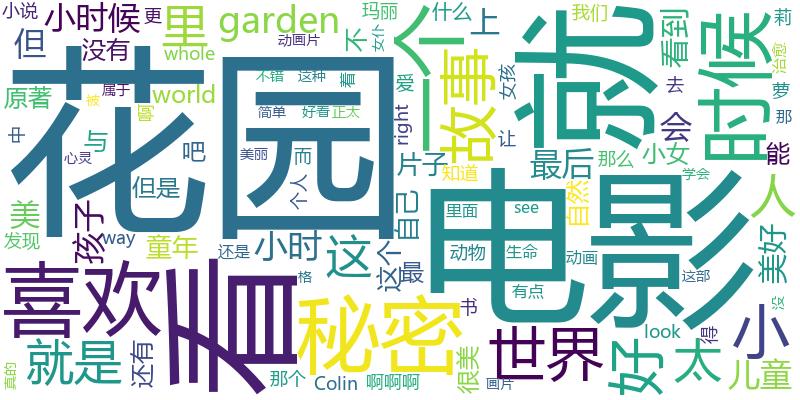 小说
小时候
更
里
garden
玛丽
什么
上
我们
看到
莉
但
没有
whole
动画片
个
不
女孩
就
时候
治愈
原著
属于
world
不错
这种
着
爱
故事
去
萝
那
中
与
被
简单
好看
正太
right
让
会
能
花园
心灵
吧
美丽
而
片子
最后
那么
小女
但是
个人
知道
自然
学会
人
美
孩子
自己
里面
see
电影
发现
way
童年
还是
小时
这
这个
最
动物
生命
动画
美好
喜欢
看
格
秘密
书
有点
这部
没
世界
look
得
小
就是
还有
那个
Colin
啊啊啊
很美
画片
好
太
儿童
真的